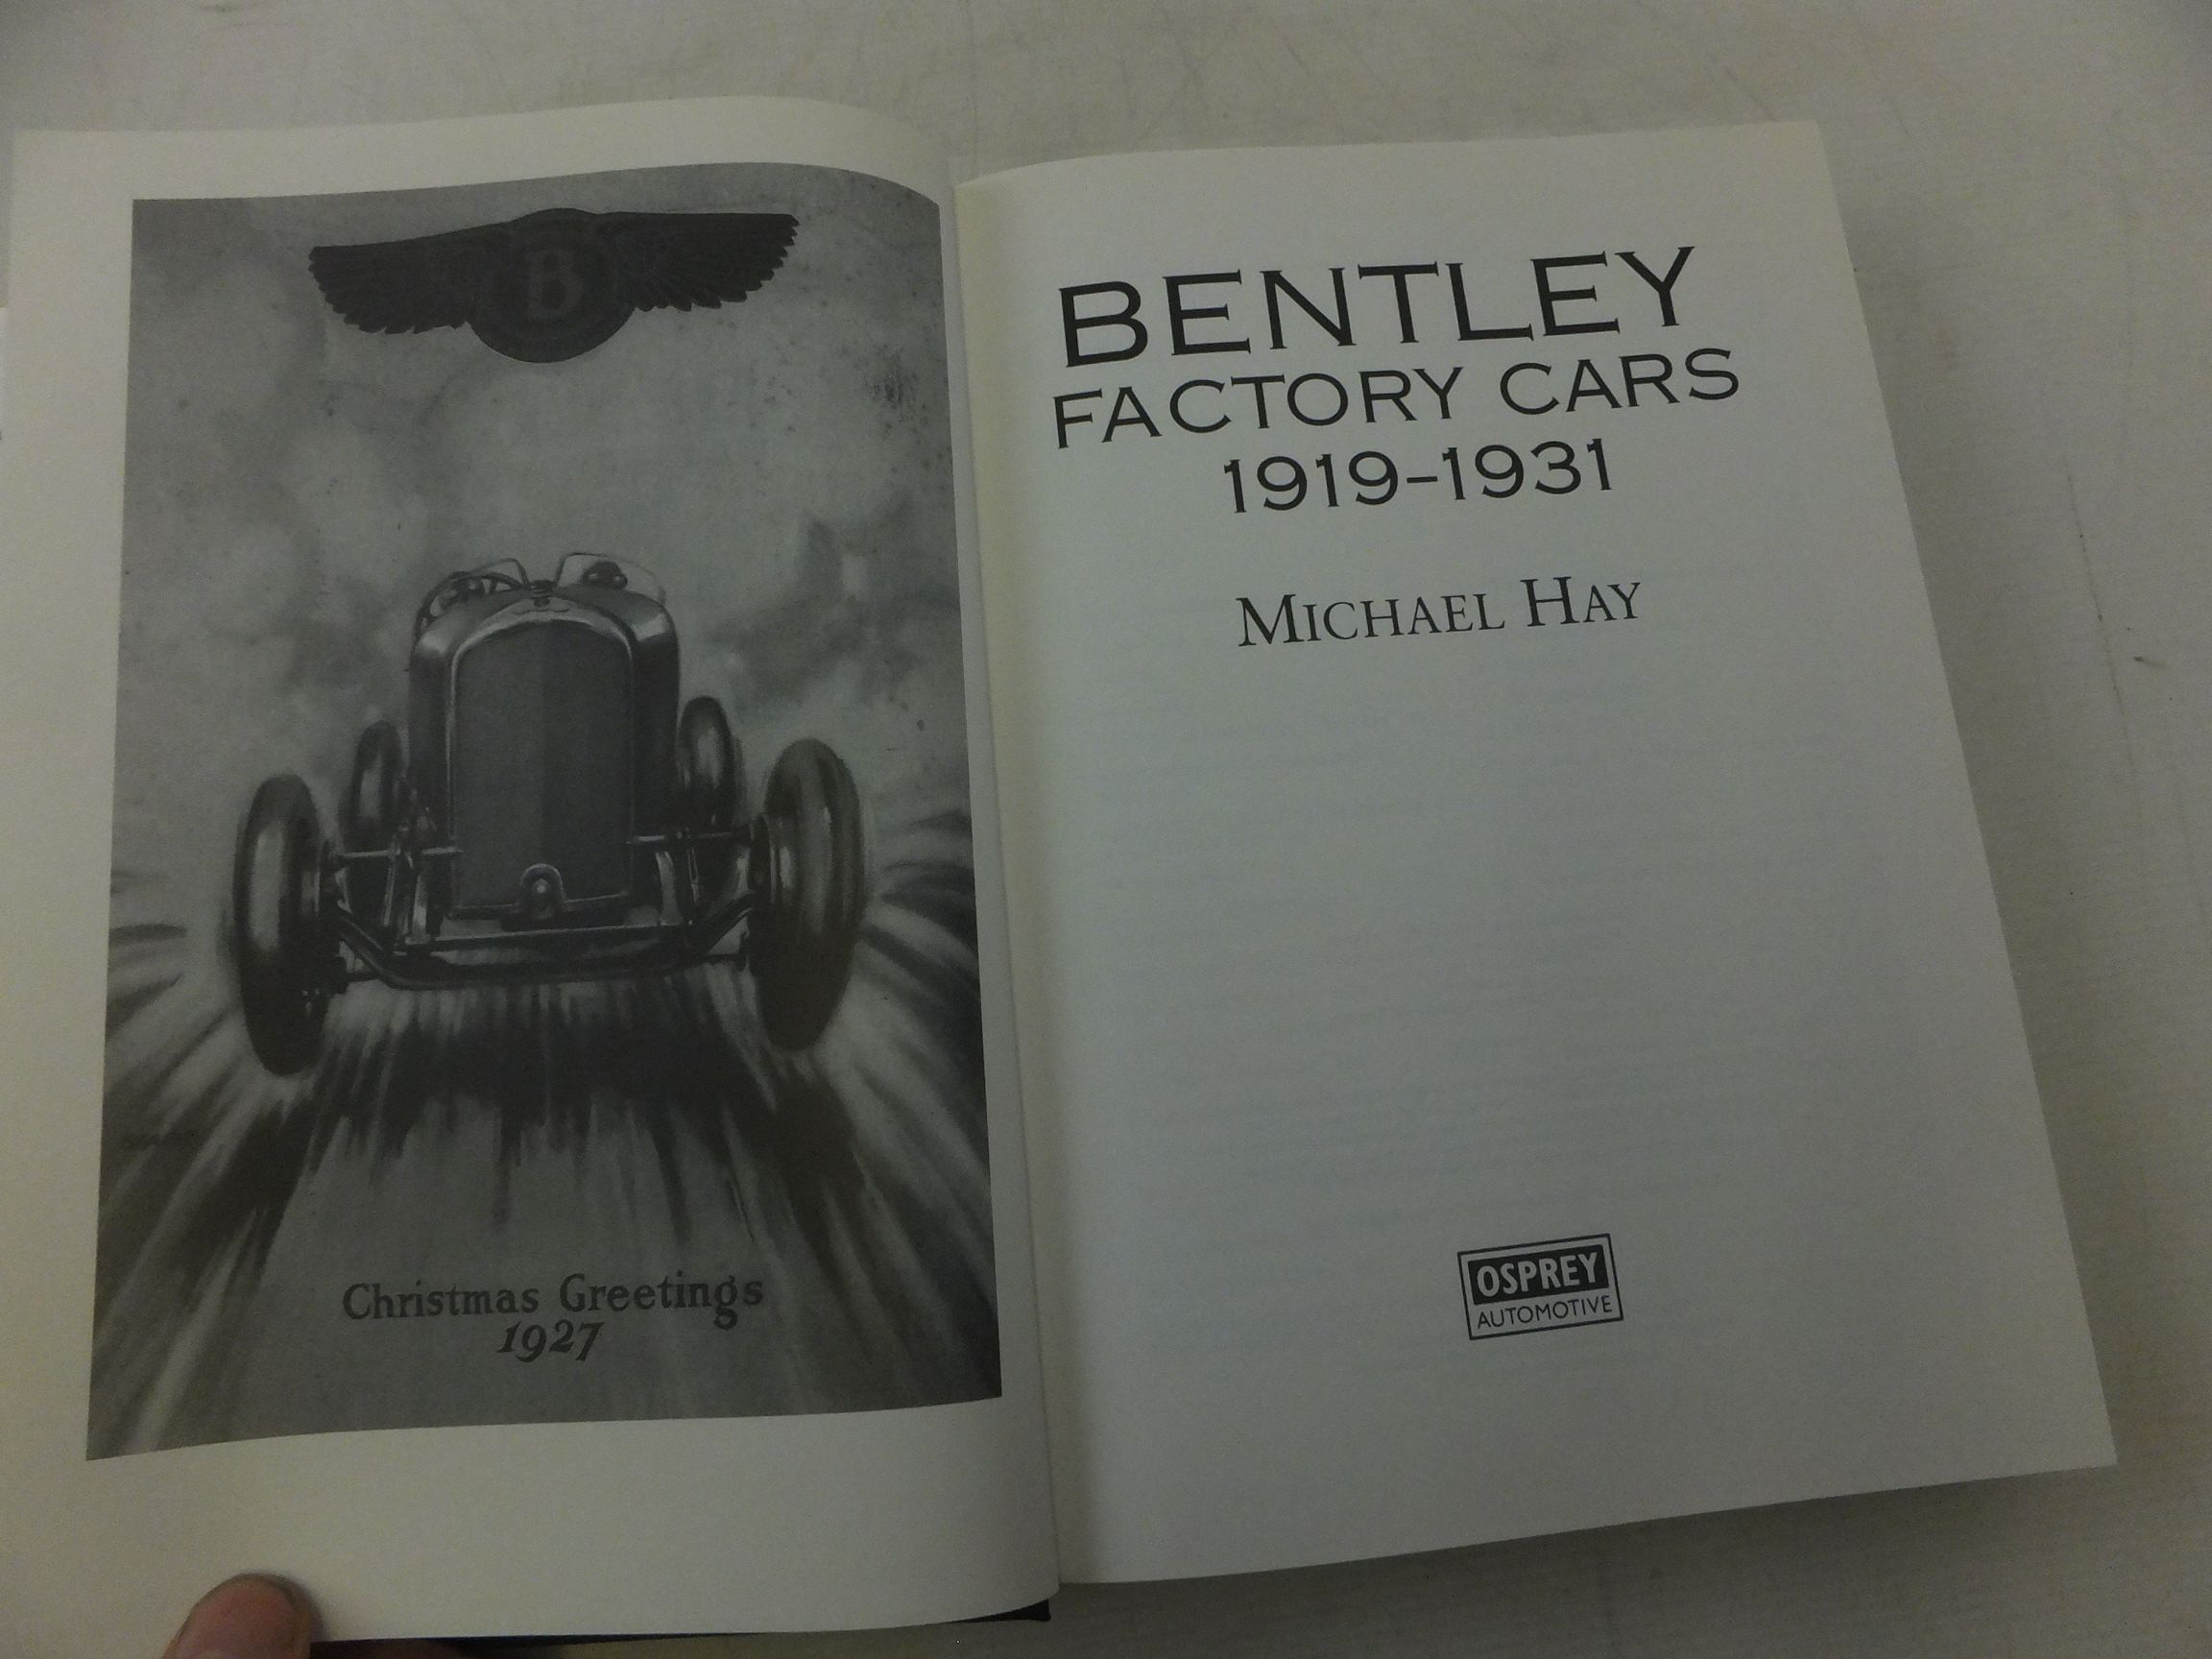 B
Christmas Greetings
1927
BENTLEY
FACTORY CARS
1919–1931
MICHAEL HAY
OSPREY
AUTOMOTIVE